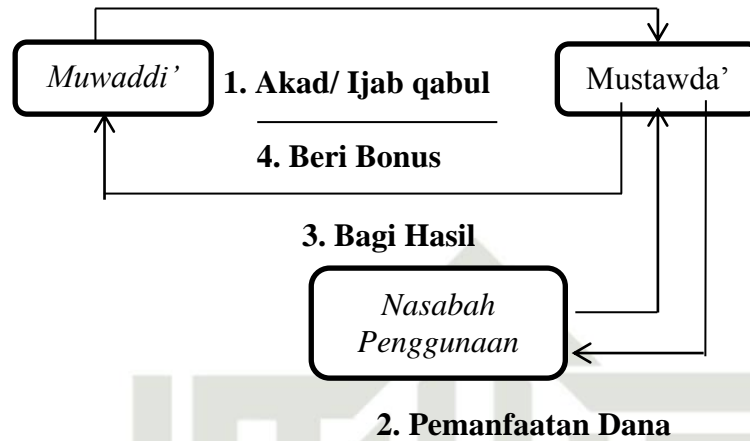 Muwaddi’
Mustawda’
1. Akad/ Ijab qabul
4. Beri Bonus
3. Bagi Hasil
Nasabah
Penggunaan
2. Pemanfaatan Dana